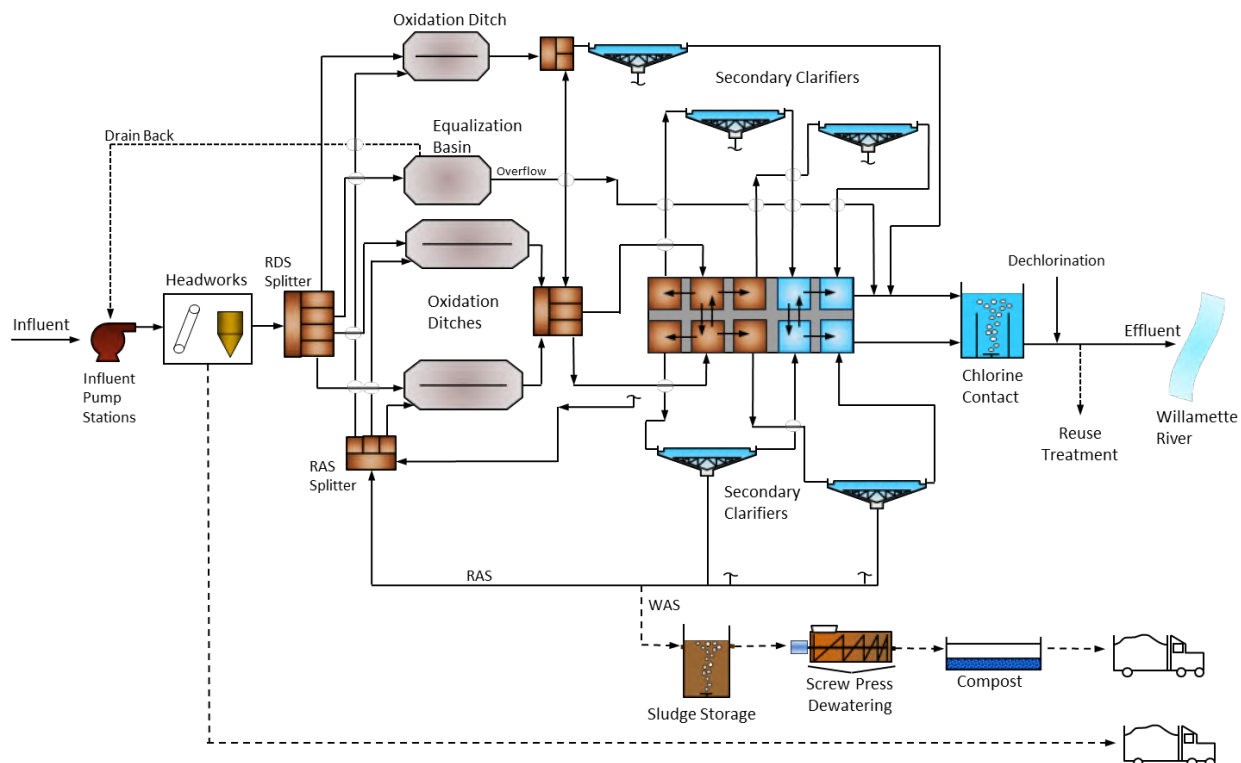 Oxidation Ditch
Secondary Clarifiers
Drain Back
Equalization
Basin
Overflow
RDS
Splitter
Headworks
Dechlorination
Influent
Oxidation
Ditches
Effluent
Influent
Pump
Stations
Chlorine
Contact
Willamette
River
Reuse
Treatment
RAS
Splitter
Secondary
Clarifiers
RAS
WAS
Screw Press
Dewatering
Compost
Sludge Storage